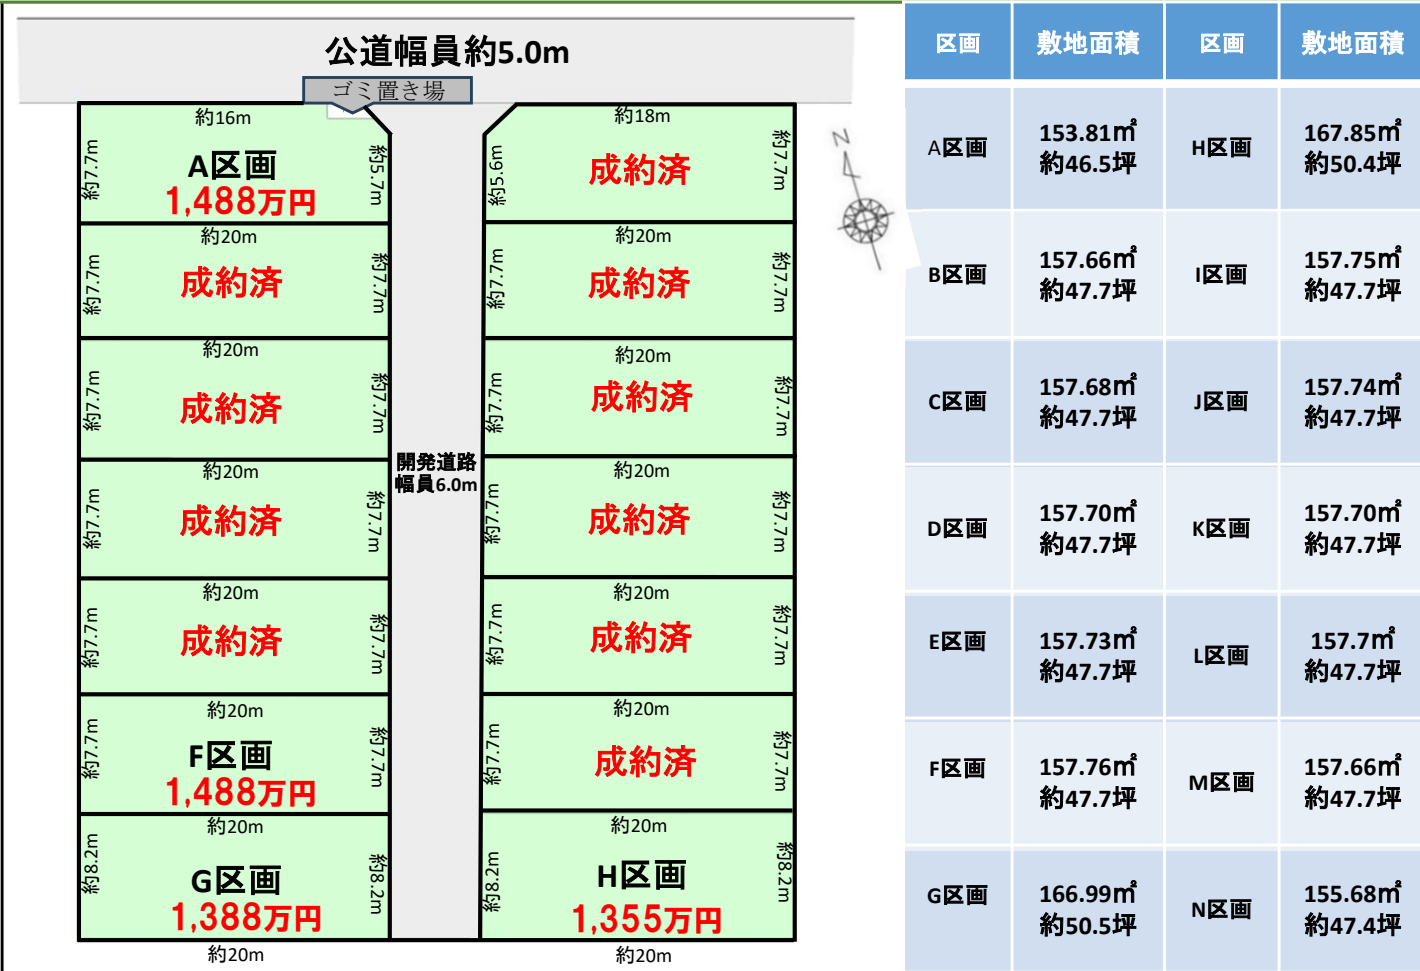 公道幅員約5.0m
ゴミ置き場
約16m
約7.7m
A区画
1,488万円
約5.7m
約18m
約5.6m
成約済
約7.7m
N
約20m
約7.7m
成約済
約7.7m
約20m
約7.7m
成約済
約7.7m
約20m
約7.7m
成約済
約7.7m
約20m
約7.7m
成約済
約7.7m
開発道路
幅員6.0m
約20m
約7.7m
成約済
約7.7m
約20m
約7.7m
成約済
約7.7m
約20m
約7.7m
成約済
約7.7m
約20m
約7.7m
成約済
約7.7m
約20m
約7.7m
F区画
1,488万円
約7.7m
約20m
約7.7m
成約済
約7.7m
約20m
約8.2m
G区画
1,388万円
約8.2m
約20m
約20m
約8.2m
H区画
1,355万円
約8.2m
約20m
区画 敷地面積 区画 敷地面積
A区画 153.81㎡ 約46.5坪 H区画 167.85㎡ 約50.4坪
B区画 157.66㎡ 約47.7坪 I区画 157.75㎡ 約47.7坪
C区画 157.68㎡ 約47.7坪 J区画 157.74㎡ 約47.7坪
D区画 157.70㎡ 約47.7坪 K区画 157.70㎡ 約47.7坪
E区画 157.73㎡ 約47.7坪 L区画 157.7㎡ 約47.7坪
F区画 157.76㎡ 約47.7坪 M区画 157.66㎡ 約47.7坪
G区画 166.99㎡ 約50.5坪 N区画 155.68㎡ 約47.4坪